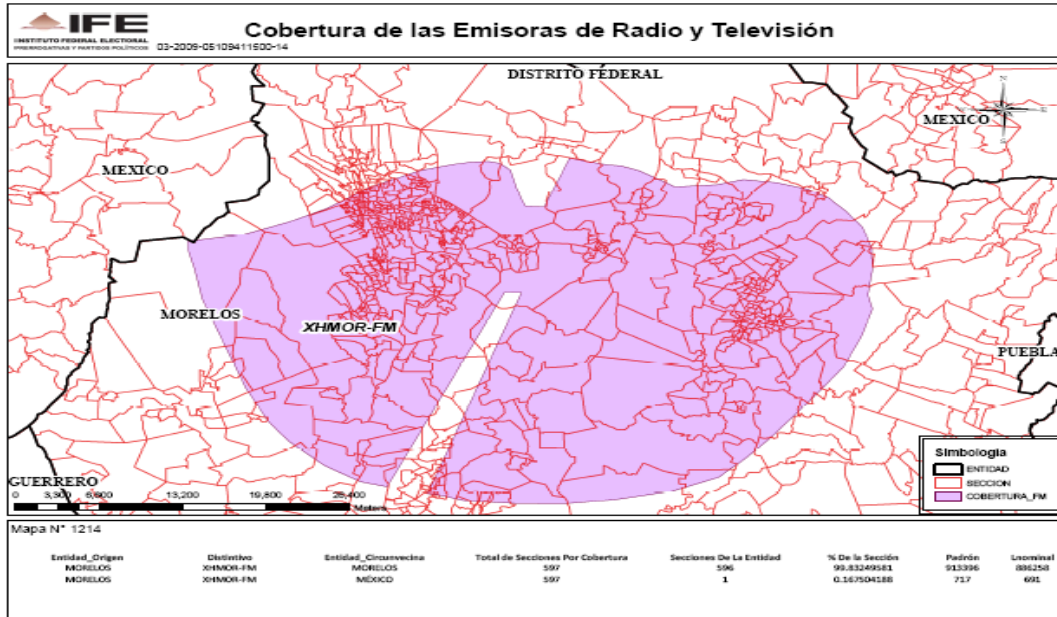 IFE
INSTITUTO FEDERAL ELECTORAL
PRERROGATIVAS Y PARTIDOS POLÍTICOS
03-2009-05109411500-14
Cobertura de las Emisoras de Radio y Televisión
DISTRITO FEDERAL
MEXICO
MEXICO
N
MORELOS
XHMOR-FM
PUEBLA
GUERRERO
0 3,300 6,600 13,200 19,800 26,400
Meters
Simbologia
ENTIDAD
SECCION
COBERTURA_FM
Mapa N° 1214
Entidad_Origen Distintivo Entidad_Circunvecina Total de Secciones Por Cobertura Secciones De La Entidad % De la Sección Padrón Lnominal
MORELOS XHMOR-FM MORELOS 597 596 99.83249581 913396 886258
MORELOS XHMOR-FM MÉXICO 597 1 0.167504188 717 691